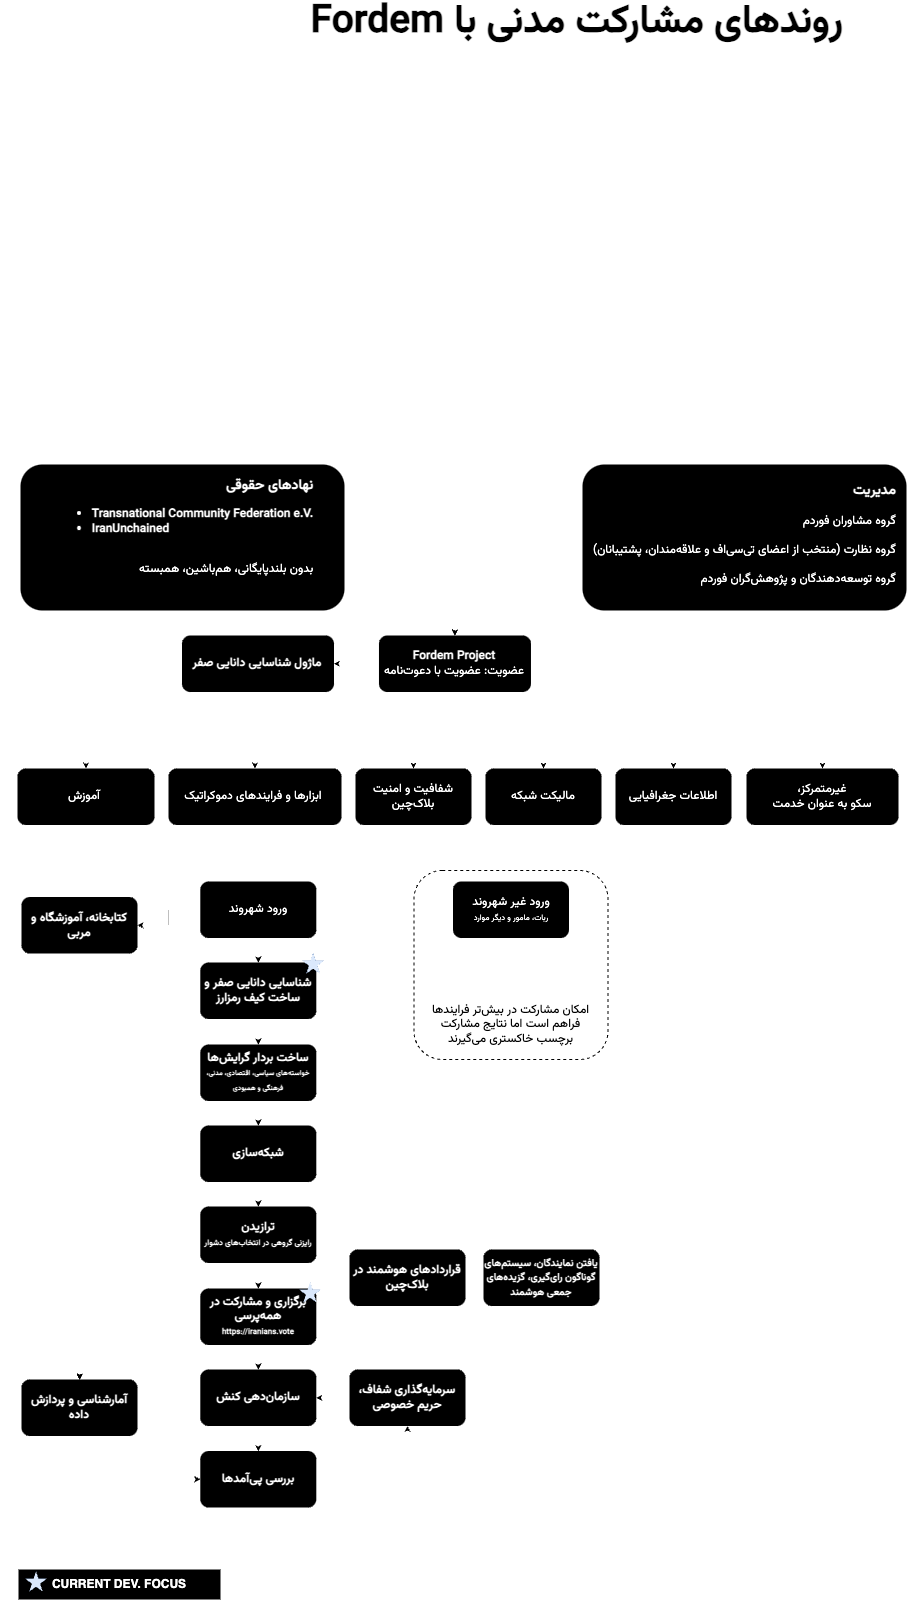 روندهای مشارکت مدنی با Fordem
نهادهای حقوقی
Transnational Community Federation e.V.
IranUnchained
بدون بلندپایگانی، هم‌باشین، همبسته
مدیریت
گروه مشاوران فوردم
گروه نظارت (منتخب از اعضای تی‌سی‌اف و علاقه‌مندان، پشتیبانان)
گروه توسعه‌دهندگان و پژوهش‌گران فوردم
Fordem Project
عضویت: عضویت با دعوت‌نامه
ماژول شناسایی دانایی صفر
غیرمتمرکز،
سکو به عنوان خدمت
اطلاعات جغرافیایی
مالیکت شبکه
شفافیت و امنیت
بلاک‌چین
ابزارها و فرایندهای دموکراتیک
آموزش
ورود غیر شهروند
ربات، مامور و دیگر موارد
امکان مشارکت در بیش‌تر فرایندها
فراهم است اما نتایج مشارکت
برچسب خاکستری می‌گیرند
ورود شهروند
کتابخانه، آموزشگاه و
مربی
شناسایی دانایی صفر و
ساخت کیف رمزارز
ساخت بردار گرایش‌ها
خواسته‌های سیاسی، اقتصادی، مدنی،
فرهنگی و همبودی
شبکه‌سازی
ترازیدن
رایزنی گروهی در انتخاب‌های دشوار
یافتن نمایندگان، سیستم‌های
گوناگون رای‌گیری، گزیده‌های
جمعی هوشمند
قراردادهای هوشمند در
بلاک‌چین
برگزاری و مشارکت در
همه‌پرسی
https://iranians.vote
سرمایه‌گذاری شفاف،
حریم خصوصی
سازمان‌دهی کنش
آمارشناسی و پردازش
داده
بررسی پی‌آمدها
CURRENT DEV. FOCUS